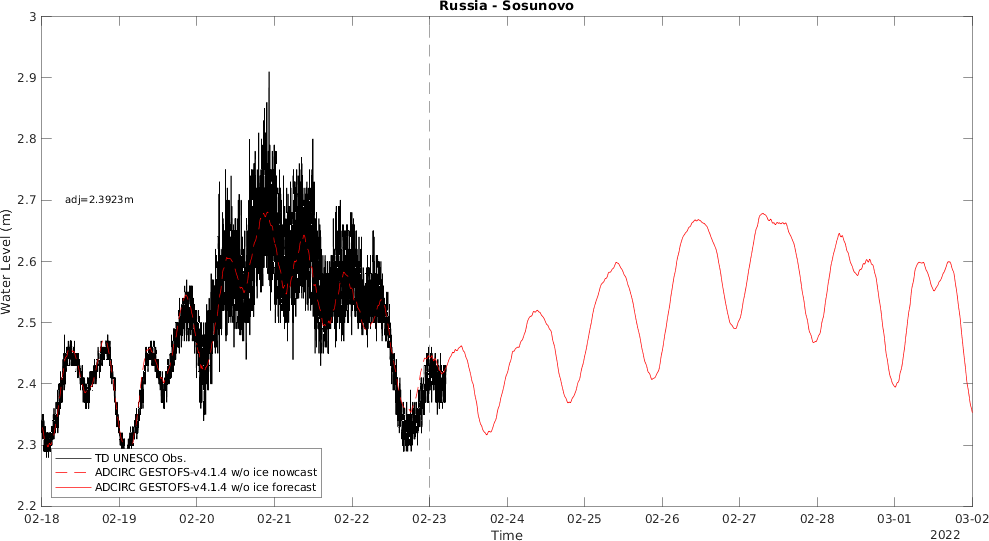 Russia - Sosunovo
3
2.9
2.8
2.7
2.6
2.5
2.4
2.3
2.2
Water Level (m)
adj=2.3923m
TD UNESCO Obs.
ADCIRC GESTOFS-v4.1.4 w/o ice nowcast
ADCIRC GESTOFS-v4.1.4 w/o ice forecast
02-18 02-19 02-20 02-21 02-22 02-23 02-24 02-25 02-26 02-27 02-28 03-01 03-02
Time
2022